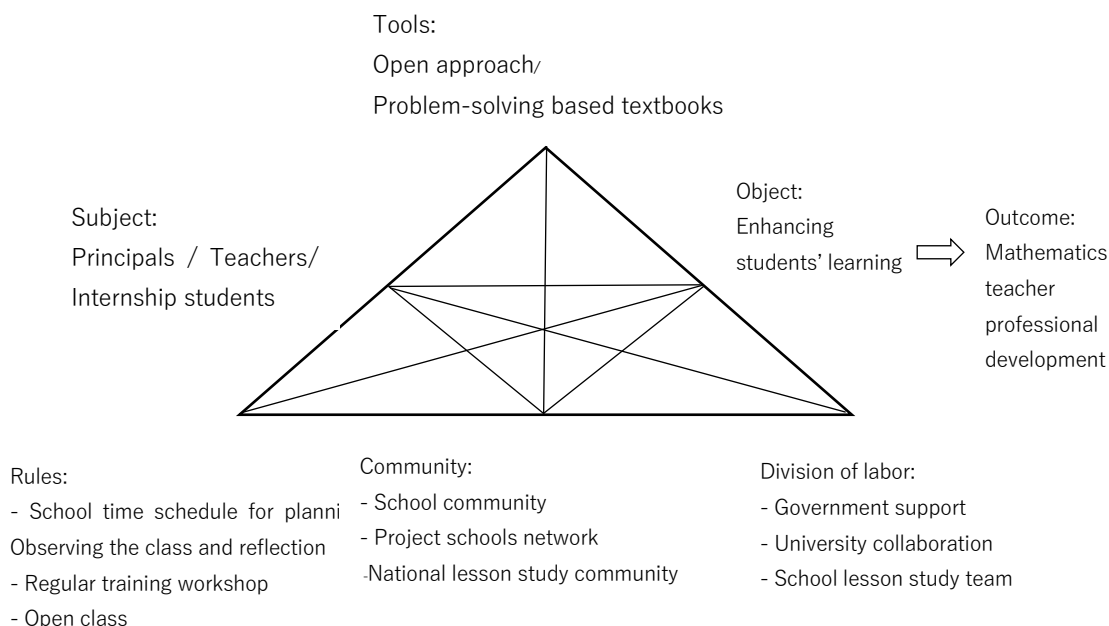 Tools:
Open approach/
Problem-solving based textbooks
Subject:
Principals / Teachers/
Internship students
Object:
Enhancing
students’ learning
Outcome:
Mathematics
teacher
professional
development
Rules:
- School time schedule for planni
Observing the class and reflection
- Regular training workshop
- Open class
Community:
- School community
- Project schools network
-National lesson study community
Division of labor:
- Government support
- University collaboration
- School lesson study team